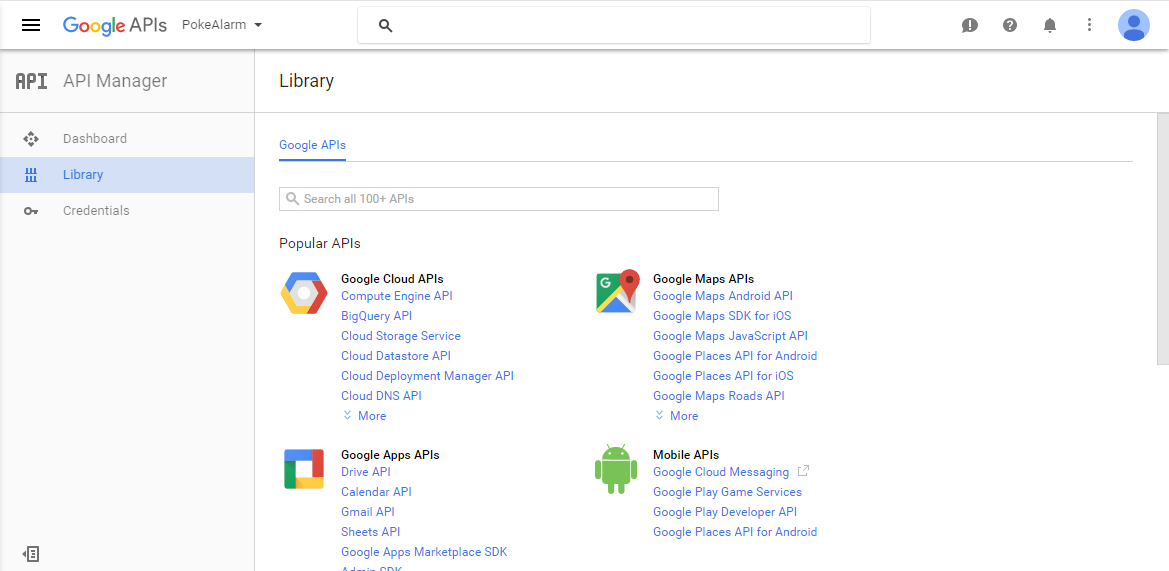 Google APIs PokeAlarm
API API Manager
Library
Dashboard
Library
Credentials
Google APIs
Search all 100+ APIs
Popular APIs
Google Cloud APIs
Compute Engine API
BigQuery API
Cloud Storage Service
Cloud Datastore API
Cloud Deployment Manager API
Cloud DNS API
More
G
Google Maps APIs
Google Maps Android API
Google Maps SDK for iOS
Google Maps JavaScript API
Google Places API for Android
Google Places API for iOS
Google Maps Roads API
More
Google Apps APIs
Drive API
Calendar API
Gmail API
Sheets API
Google Apps Marketplace SDK
Admin SDK
Mobile APIs
Google Cloud Messaging
Google Play Game Services
Google Play Developer API
Google Places API for Android